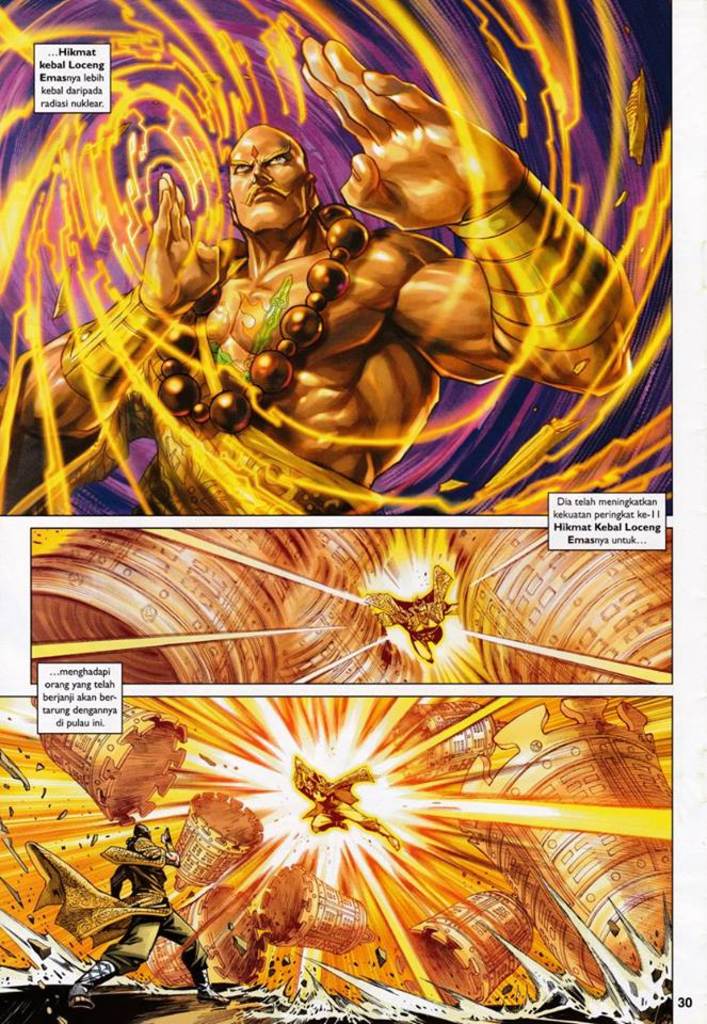 ...Hikmat
kebal Loceng
Emasnya lebih
kebal daripada
radiasi nuklear.
Dia telah meningkatkan
kekuatan peringkat ke-11
Hikmat Kebal Loceng
Emasnya untuk...
...menghadapi
orang yang telah
berjanji akan ber-
tarung dengannya
di pulau ini.
30